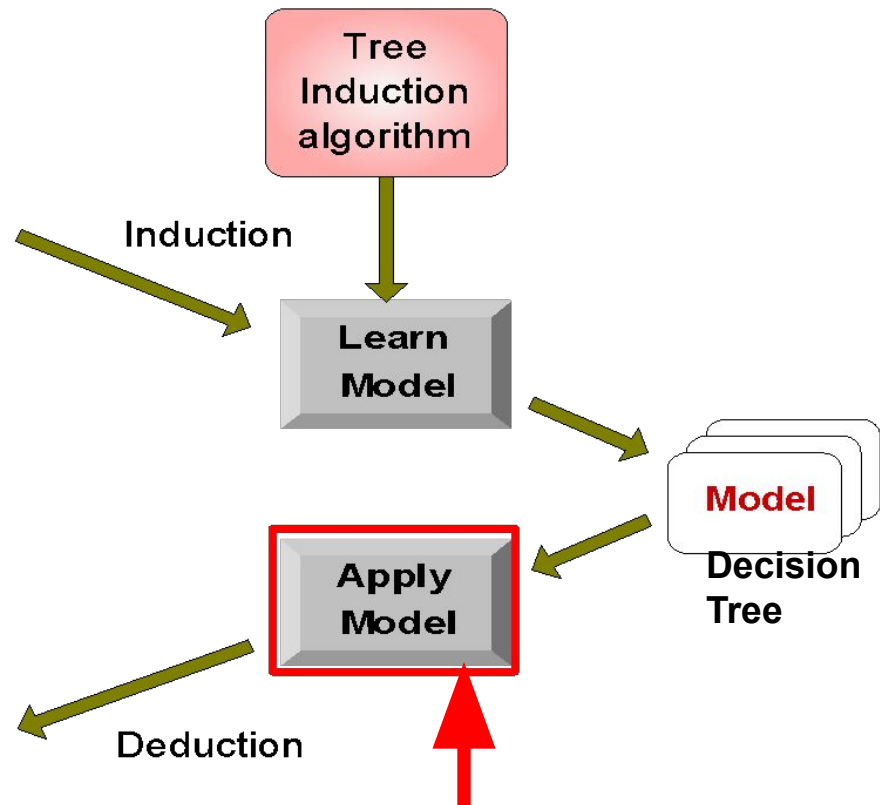 Tree
Induction
algorithm
Induction
Learn
Model
Model
Decision
Tree
Apply
Model
Deduction